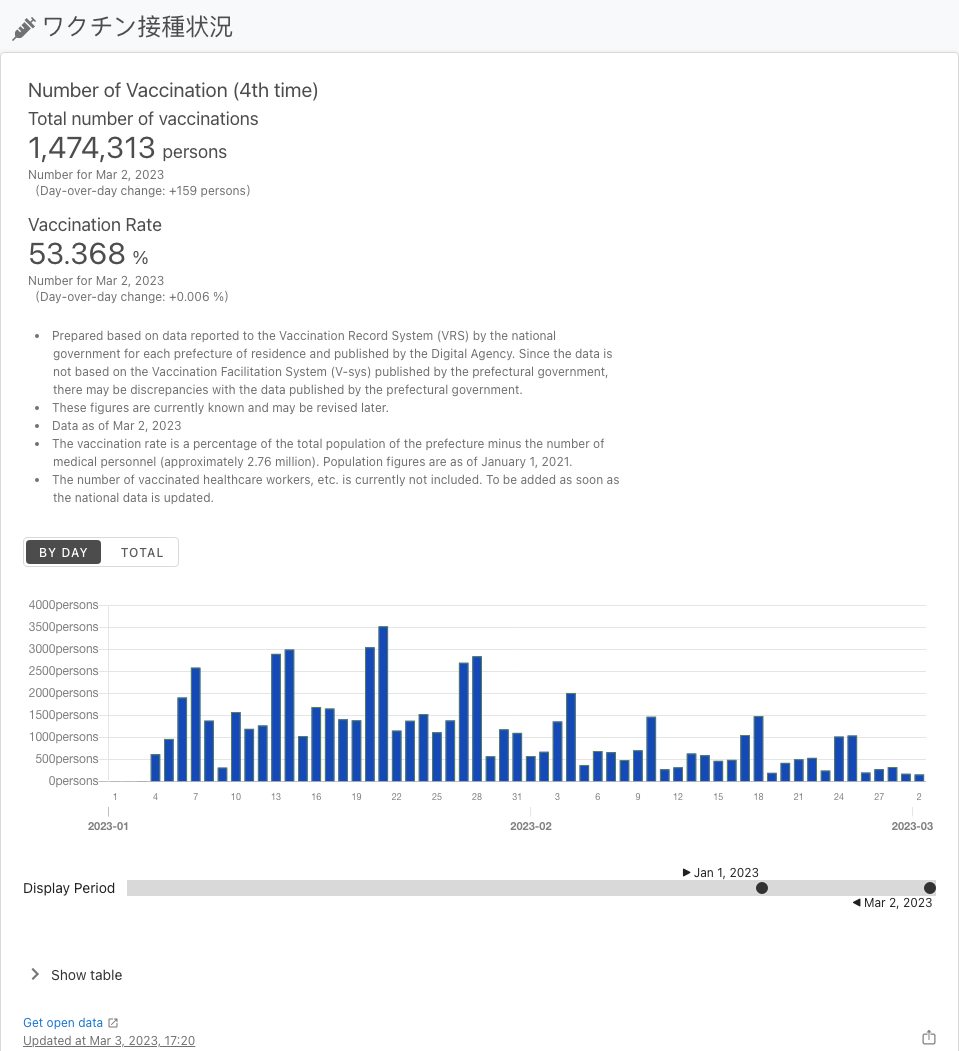 ワクチン接種状況
Number of Vaccination (4th time)
Total number of vaccinations
1,474,313 persons
Number for Mar 2, 2023
(Day-over-day change: +159 persons)
Vaccination Rate
53.368 %
Number for Mar 2, 2023
(Day-over-day change: +0.006 %)
• Prepared based on data reported to the Vaccination Record System (VRS) by the national
government for each prefecture of residence and published by the Digital Agency. Since the data is
not based on the Vaccination Facilitation System (V-sys) published by the prefectural government,
there may be discrepancies with the data published by the prefectural government.
• These figures are currently known and may be revised later.
• Data as of Mar 2, 2023
• The vaccination rate is a percentage of the total population of the prefecture minus the number of
medical personnel (approximately 2.76 million). Population figures are as of January 1, 2021.
• The number of vaccinated healthcare workers, etc. is currently not included. To be added as soon as
the national data is updated.
BY DAY TOTAL
4000persons
3500persons
3000persons
2500persons
2000persons
1500persons
1000persons
500persons
0persons
1 4 7 10 13 16 19 22 25 28 31 3 6 9 12 15 18 21 24 27 2
2023-01 2023-02 2023-03
Jan 1, 2023
Display Period
Mar 2, 2023
Show table
Get open data
Updated at Mar 3, 2023, 17:20